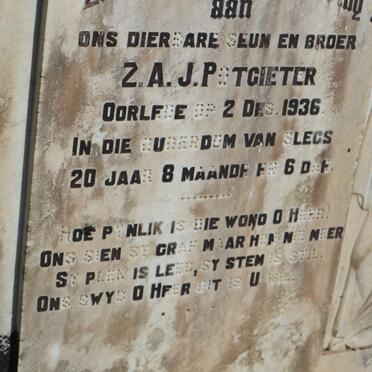 aan
ONS DIERBARE SEUN EN BROER
Z.A.J. POTGIETER
OORLEDE OP 2 DES. 1936
IN DIE OUDERDOM VAN SLEGS
20 JAAR 8 MAANDE EN 6 DAE.
HOE PYNLIK IS DIE WOND O HEER!
ONS SIEN SY GRAF MAAR HEM NIE MEER
SY PLEK IS LEEG, SY STEM IS STIL.
ONS SWYG O HEER DIT IS U WIL.